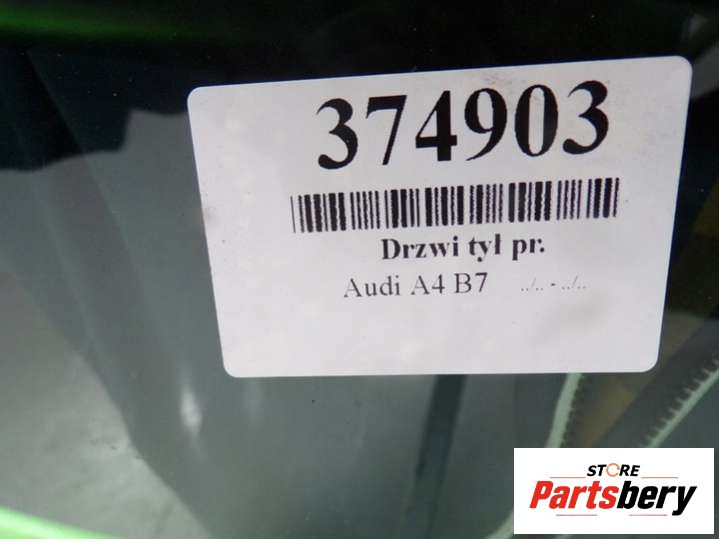 374903
Drzwi tył pr.
Audi A4 B7 ../.. - ../..
STORE
Partsbery